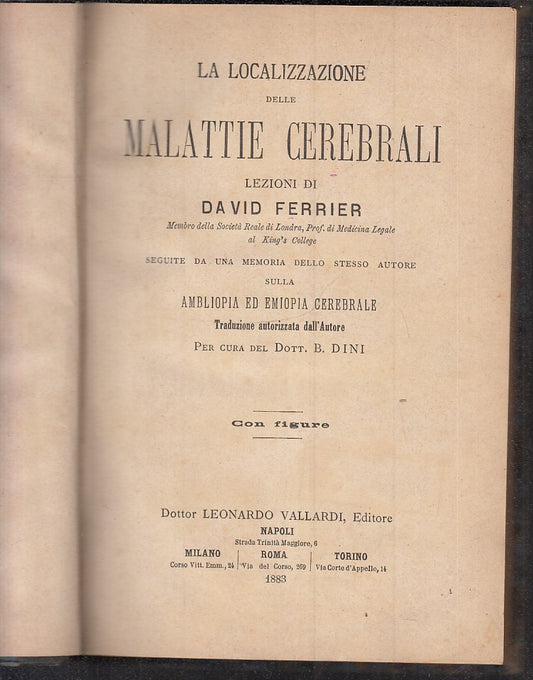 LA LOCALIZZAZIONE
DELLE
MALATTIE CEREBRALI
LEZIONI DI
DAVID FERRIER
Membro della Società Reale di Londra, Prof. di Medicina Legale
al King's College
SEGUITE DA UNA MEMORIA DELLO STESSO AUTORE
SULLA
AMBLIOPIA ED EMIOPIA CEREBRALE
Traduzione autorizzata dall'Autore
PER CURA DEL DOTT. B. DINI
Con figure
Dottor LEONARDO VALLARDI, Editore
NAPOLI
Strada Trinità Maggiore, 6
MILANO ROMA TORINO
Corso Vitt. Emm., 24 Via del Corso, 269 Via Corte d'Appello, 14
1883